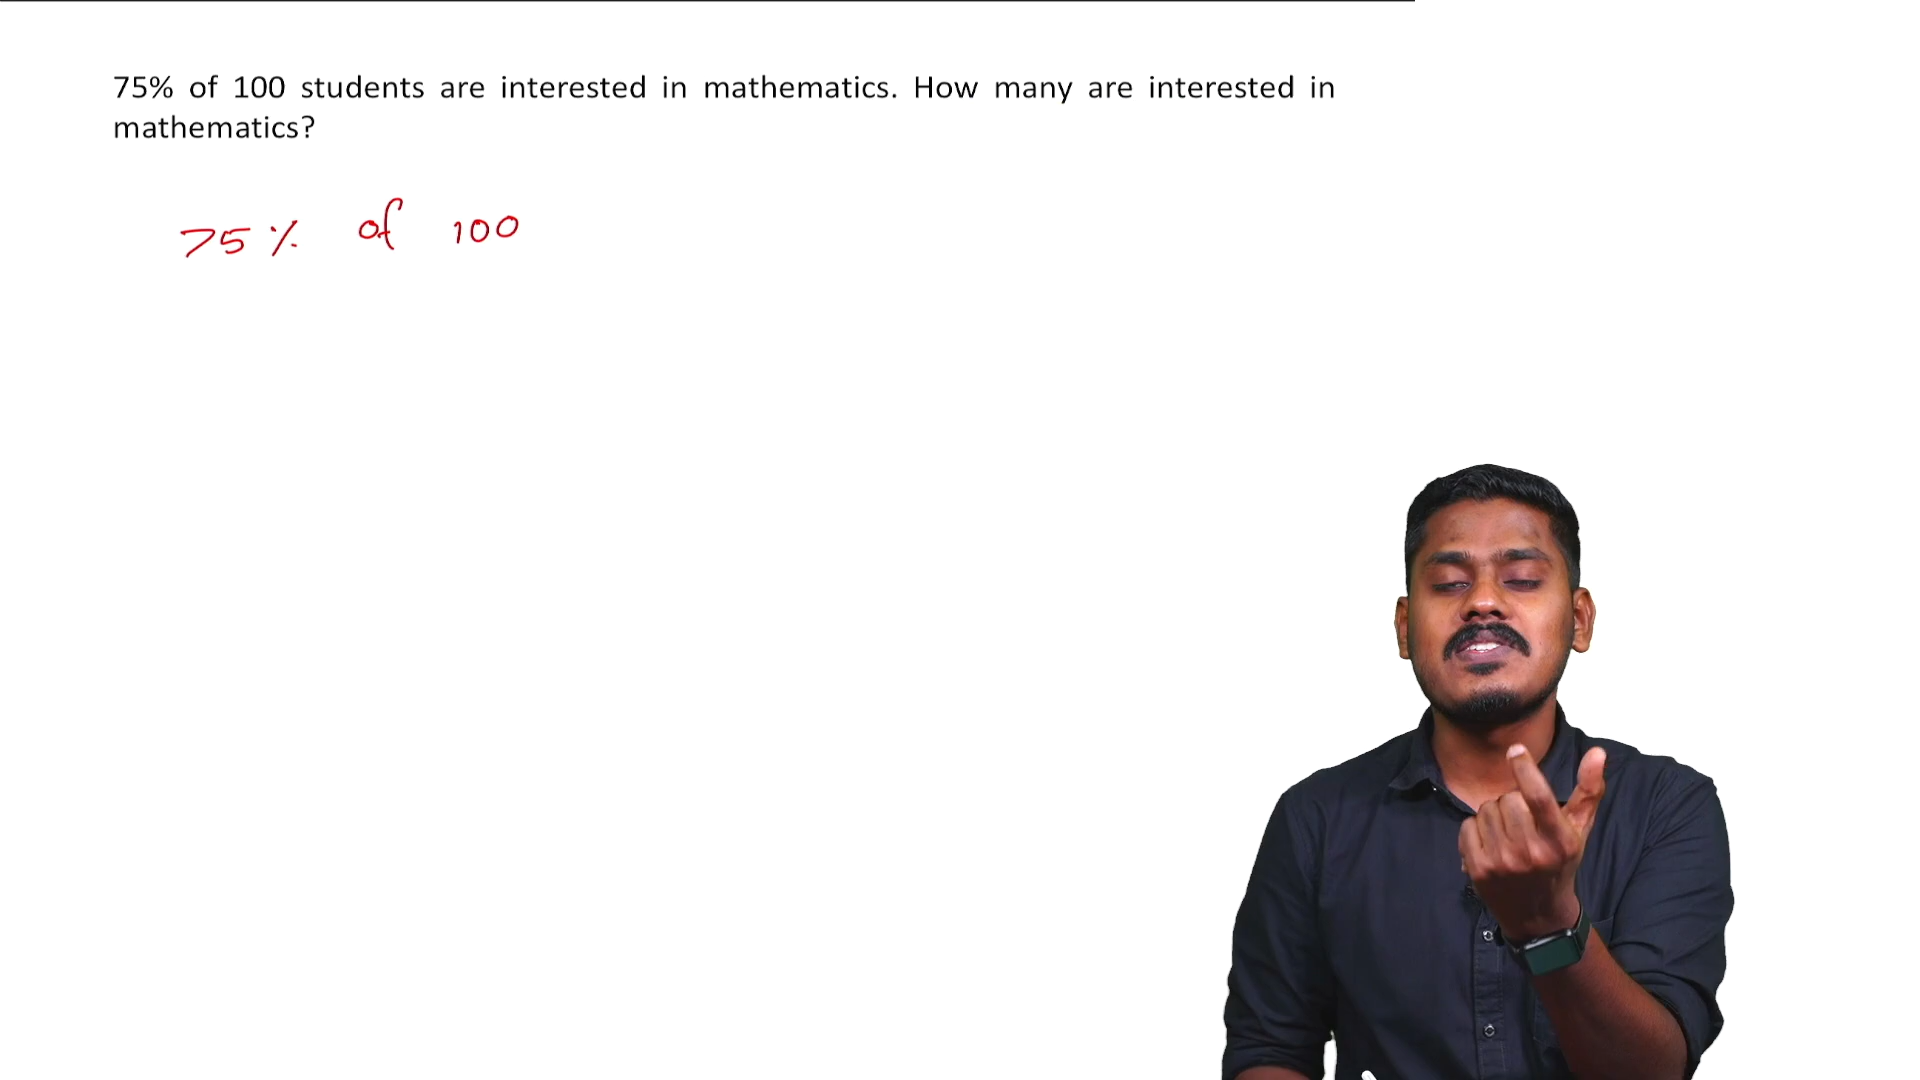 75% of 100 students are interested in mathematics. How many are interested in
mathematics?
75% of 100